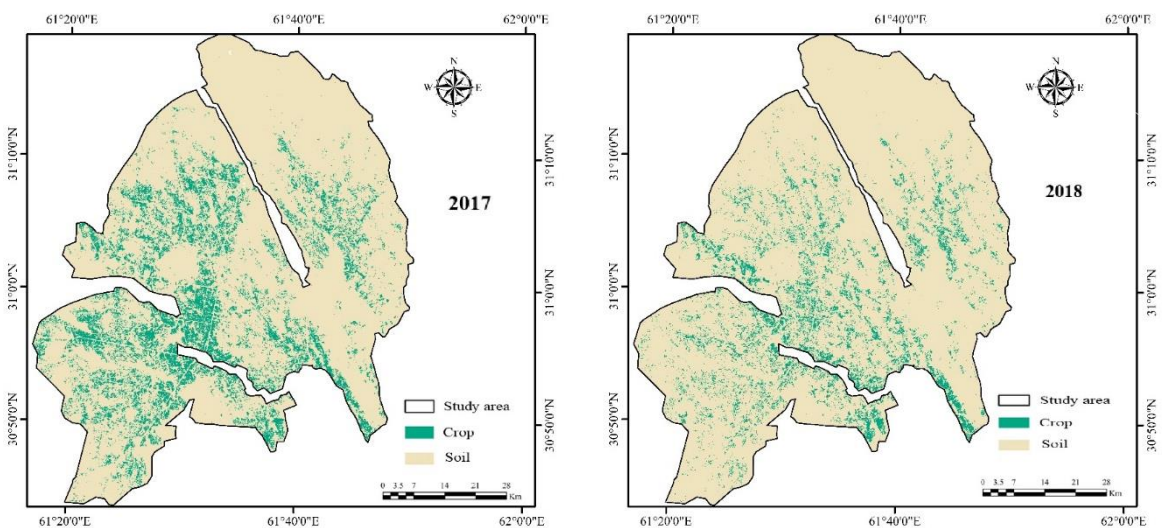 61°20'0"E 61°40'0"E 62°0'0"E
N
W E
S
31°10'0"N 31°10'0"N
2017
31°0'0"N 31°0'0"N
Study area
Crop
30°50'0"N 30°50'0"N
Soil
0 3.5 7 14 21 28
Km
61°20'0"E 61°40'0"E 62°0'0"E
61°20'0"E 61°40'0"E 62°0'0"E
N
W E
S
31°10'0"N 31°10'0"N
2018
31°0'0"N 31°0'0"N
Study area
Crop
30°50'0"N 30°50'0"N
Soil
0 3.5 7 14 21 28
Km
61°20'0"E 61°40'0"E 62°0'0"E